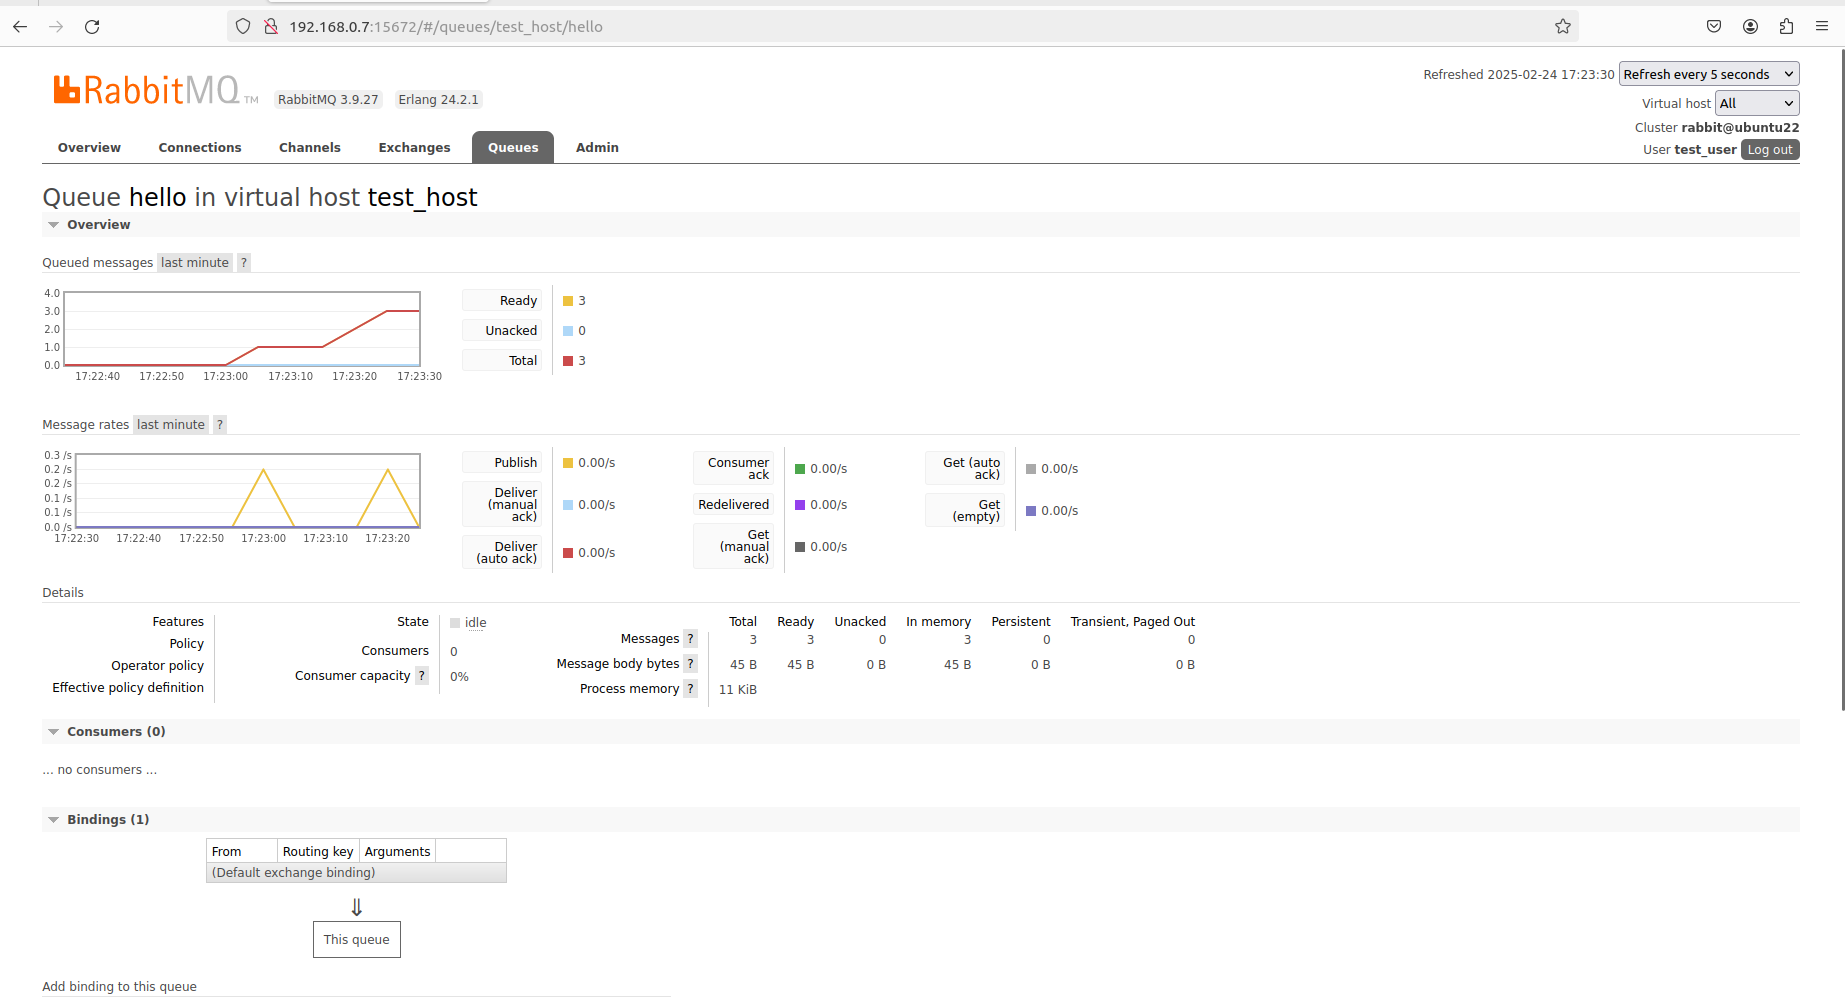 192.168.0.7:15672/#/queues/test_host/hello
RabbitMQ TM RabbitMQ 3.9.27 Erlang 24.2.1
Refreshed 2025-02-24 17:23:30 Refresh every 5 seconds
Virtual host All
Cluster rabbit@ubuntu22
User test_user Log out
Overview Connections Channels Exchanges Queues Admin
Queue hello in virtual host test_host
Overview
Queued messages last minute ?
4.0
3.0
2.0
1.0
0.0
17:22:40 17:22:50 17:23:00 17:23:10 17:23:20 17:23:30
Ready 3
Unacked 0
Total 3
Message rates last minute ?
0.3 /s
0.2 /s
0.2 /s
0.1 /s
0.1 /s
0.0 /s
17:22:30 17:22:40 17:22:50 17:23:00 17:23:10 17:23:20
Publish 0.00/s
Deliver
(manual 0.00/s
ack)
Deliver
(auto ack) 0.00/s
Consumer
ack 0.00/s
Redelivered 0.00/s
Get
(manual 0.00/s
ack)
Get (auto
ack) 0.00/s
Get
(empty) 0.00/s
Details
Features
Policy
Operator policy
Effective policy definition
State idle
Consumers 0
Consumer capacity ? 0%
Total Ready Unacked In memory Persistent Transient, Paged Out
Messages ? 3 3 0 3 0 0
Message body bytes ? 45 B 45 B 0 B 45 B 0 B 0 B
Process memory ? 11 KiB
Consumers (0)
... no consumers ...
Bindings (1)
From Routing key Arguments
(Default exchange binding)
⇓
This queue
Add binding to this queue